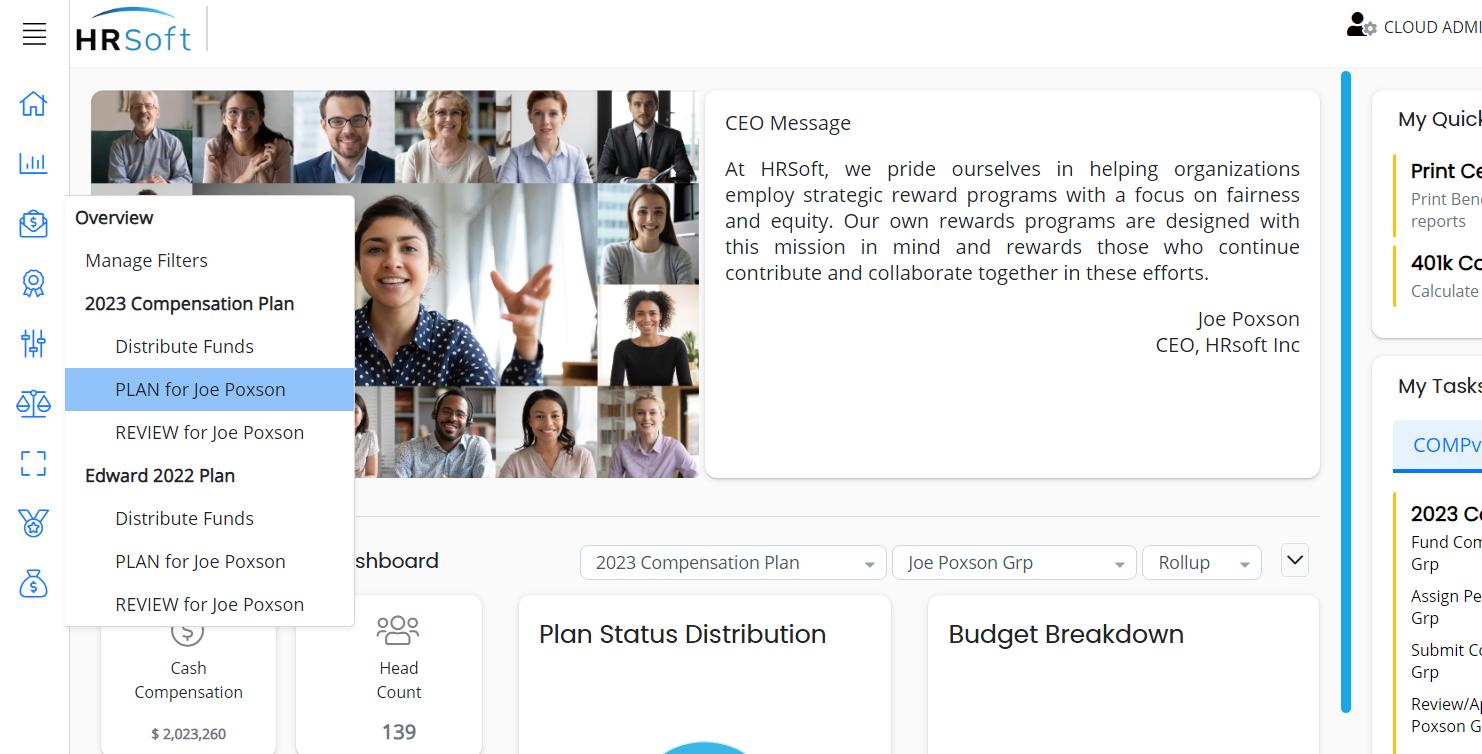 HRSoft
CLOUD ADMI
Overview
Manage Filters
2023 Compensation Plan
Distribute Funds
PLAN for Joe Poxson
REVIEW for Joe Poxson
Edward 2022 Plan
Distribute Funds
PLAN for Joe Poxson
REVIEW for Joe Poxson
CEO Message
At HRSoft, we pride ourselves in helping organizations
employ strategic reward programs with a focus on fairness
and equity. Our own rewards programs are designed with
this mission in mind and rewards those who continue
contribute and collaborate together in these efforts.
Joe Poxson
CEO, HRsoft Inc
shboard
2023 Compensation Plan
Joe Poxson Grp
Rollup
$
Cash
Compensation
$ 2,023,260
Head
Count
139
Plan Status Distribution
Budget Breakdown
My Quick
Print Ce
Print Bene
reports
401k Co
Calculate
My Tasks
COMPv
2023 Co
Fund Com
Grp
Assign Pe
Grp
Submit Co
Grp
Review/Ap
Poxson G